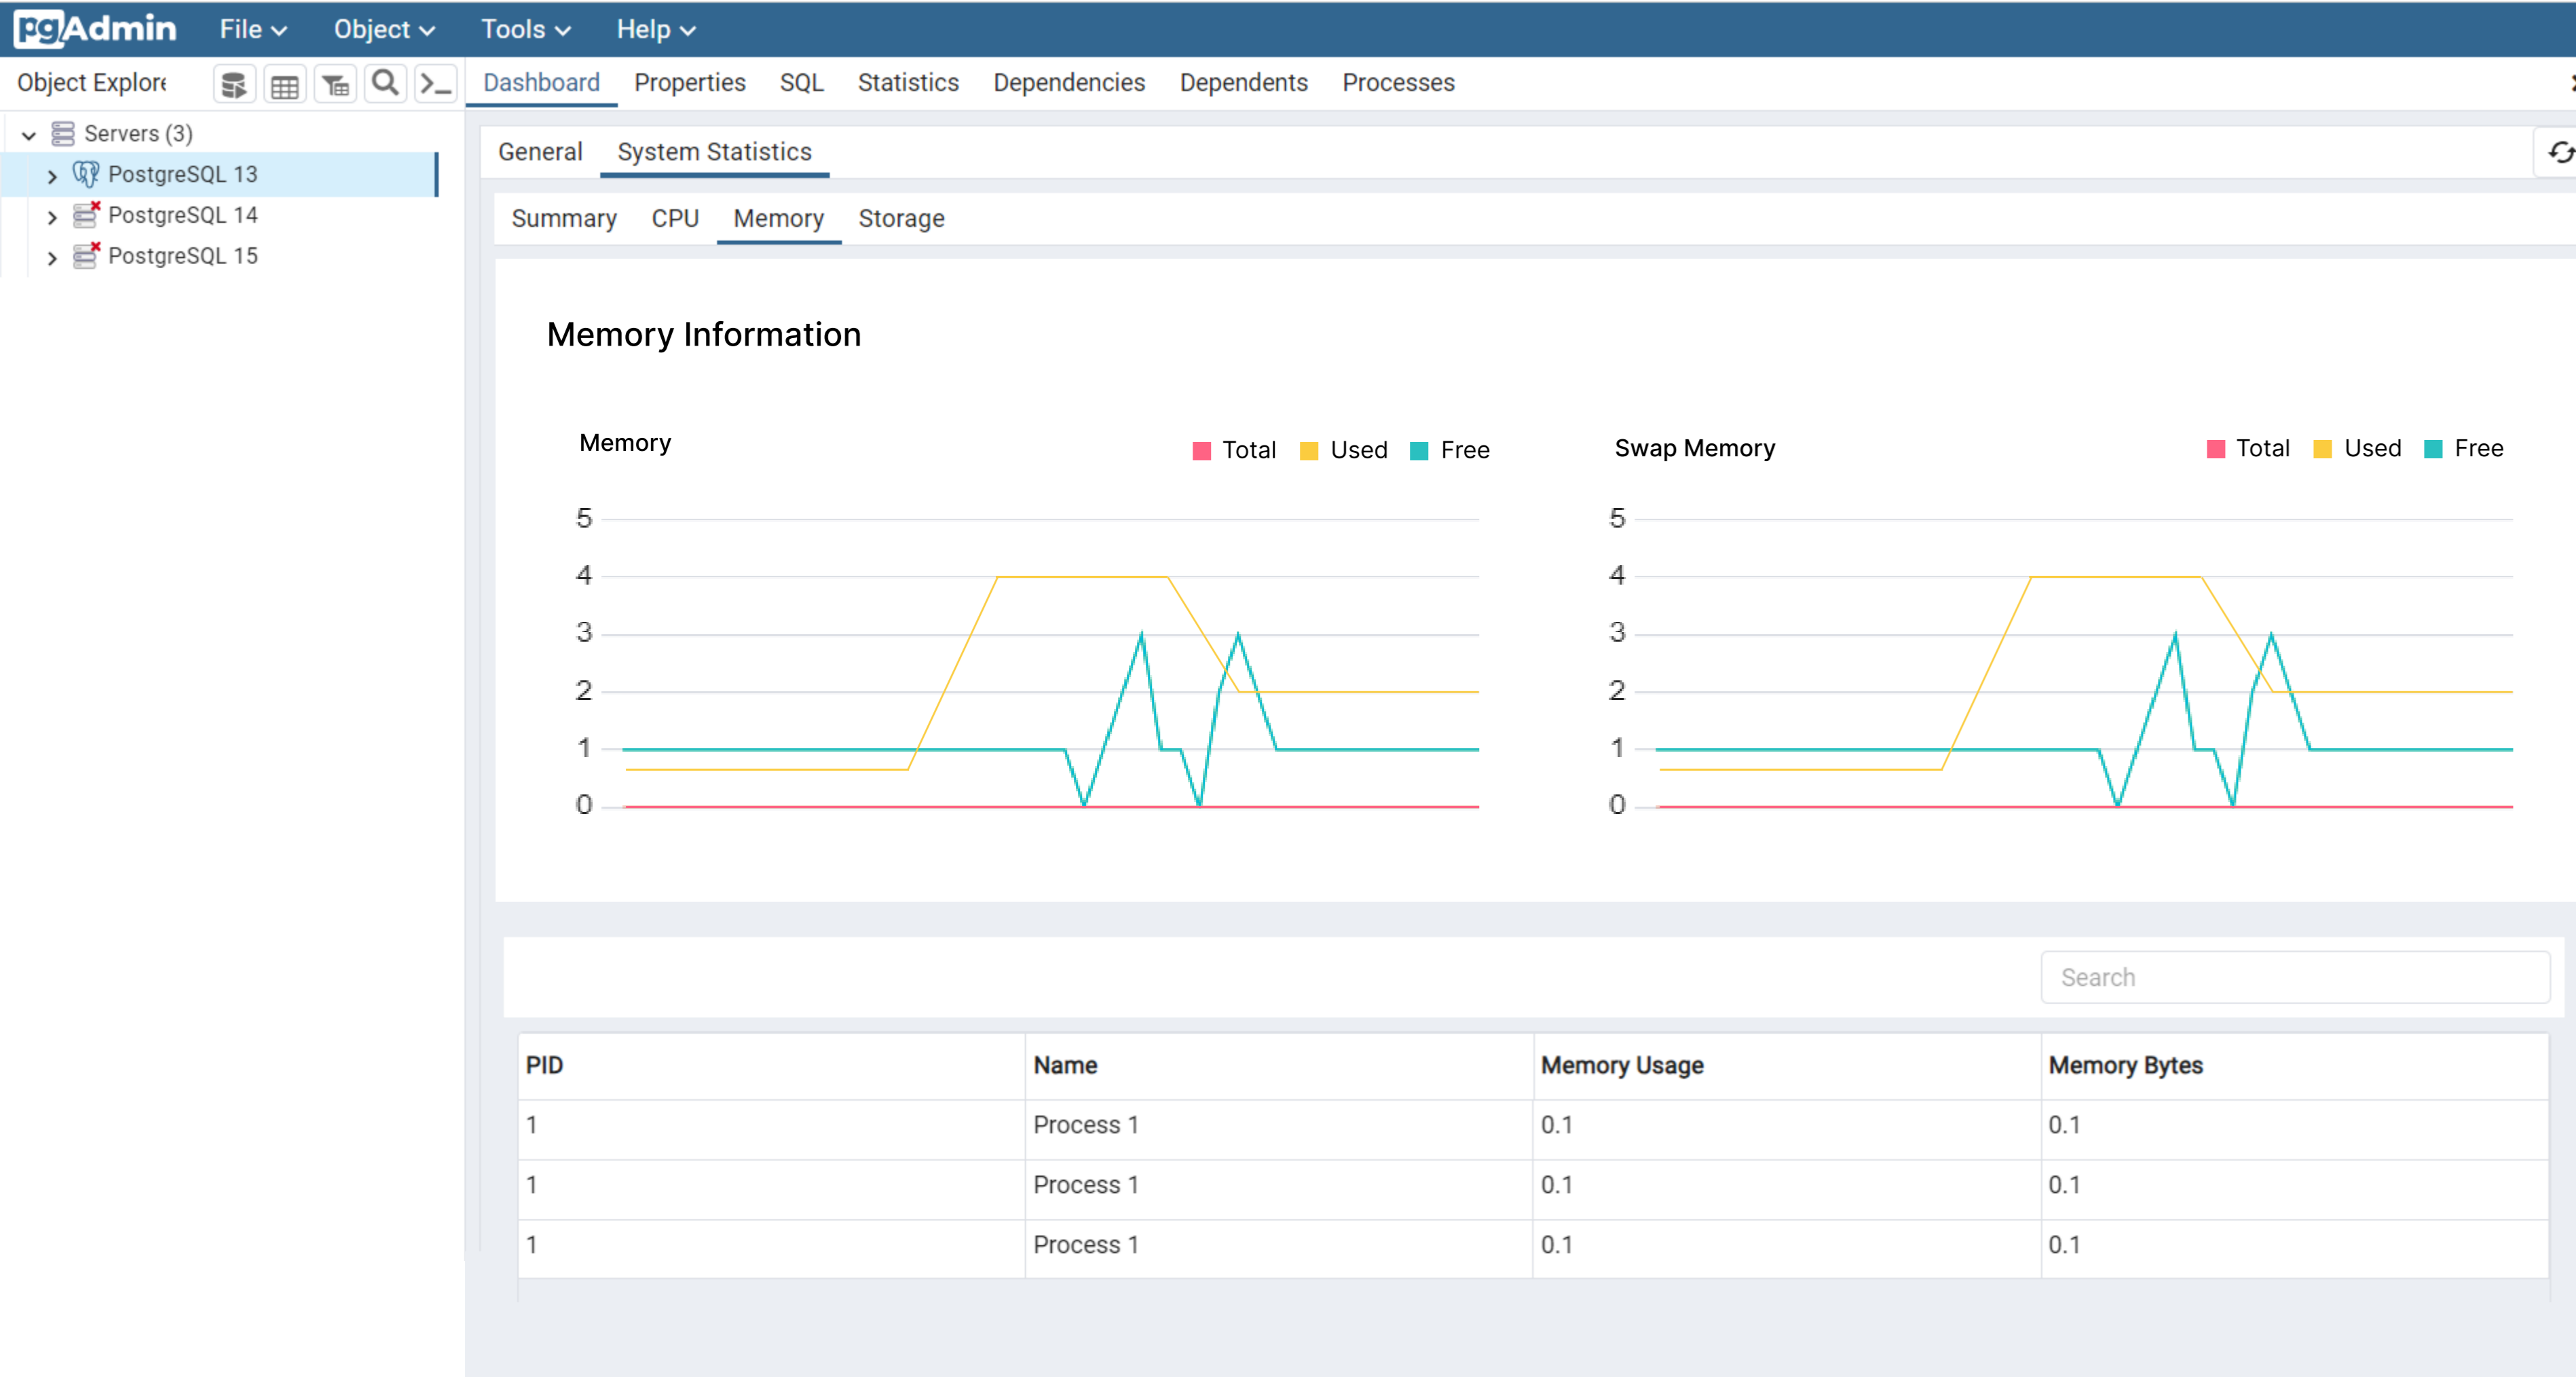 pgAdmin File Object Tools Help
Object Explore Dashboard Properties SQL Statistics Dependencies Dependents Processes
Servers (3)
PostgreSQL 13
PostgreSQL 14
PostgreSQL 15
General System Statistics
Summary CPU Memory Storage
Memory Information
Memory Total Used Free
5
4
3
2
1
0
Swap Memory Total Used Free
5
4
3
2
1
0
Search
PID Name Memory Usage Memory Bytes
1 Process 1 0.1 0.1
1 Process 1 0.1 0.1
1 Process 1 0.1 0.1